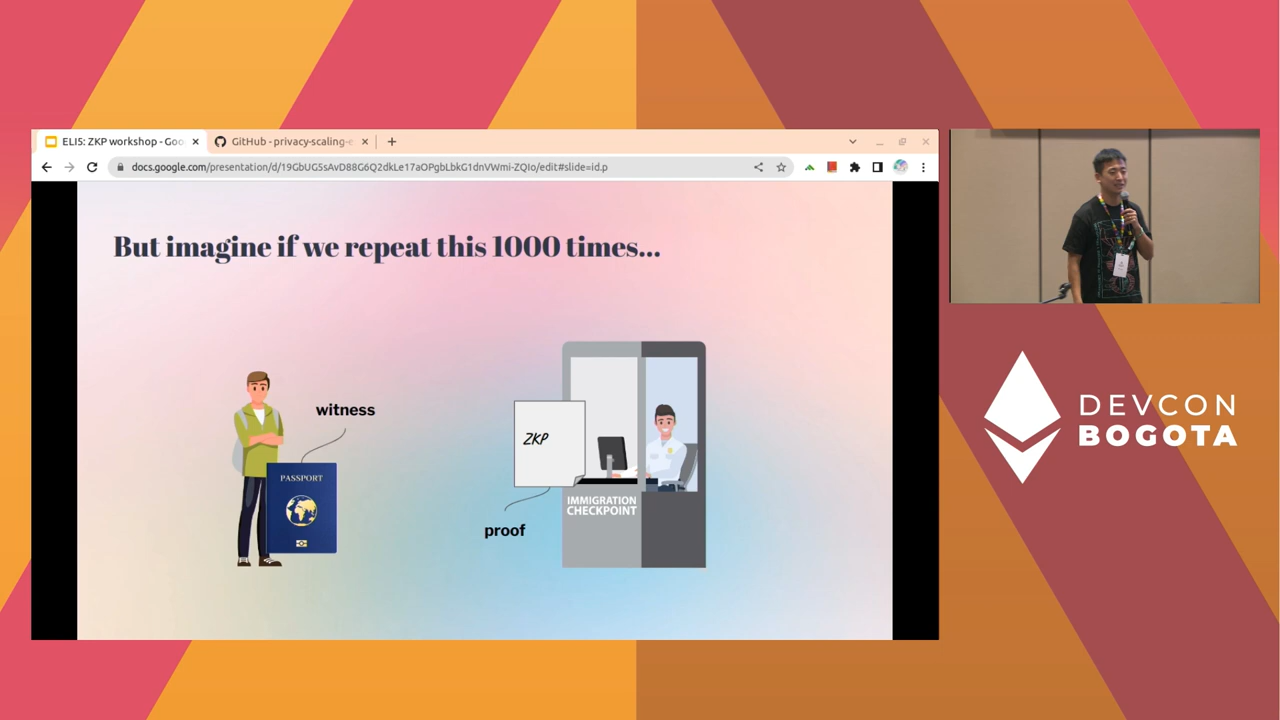 ELI5: ZKP workshop - Goo
GitHub - privacy-scaling-e
docs.google.com/presentation/d/19GbUG5sAvD88G6Q2dkLe17aOPgbLbkG1dnVWmi-ZQIo/edit#slide=id.p
But imagine if we repeat this 1000 times...
witness
PASSPORT
ZKP
IMMIGRATION
CHECKPOINT
proof
DEVCON
BOGOTA